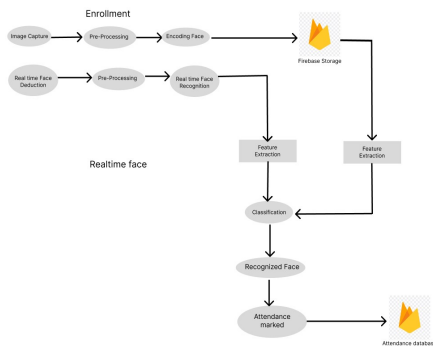 Enrollment
Image Capture
Pre-Processing
Encoding Face
Firebase Storage
Real time Face
Deduction
Pre-Processing
Real time Face
Recognition
Feature
Extraction
Feature
Extraction
Realtime face
Classification
Recognized Face
Attendance
marked
Attendance databas